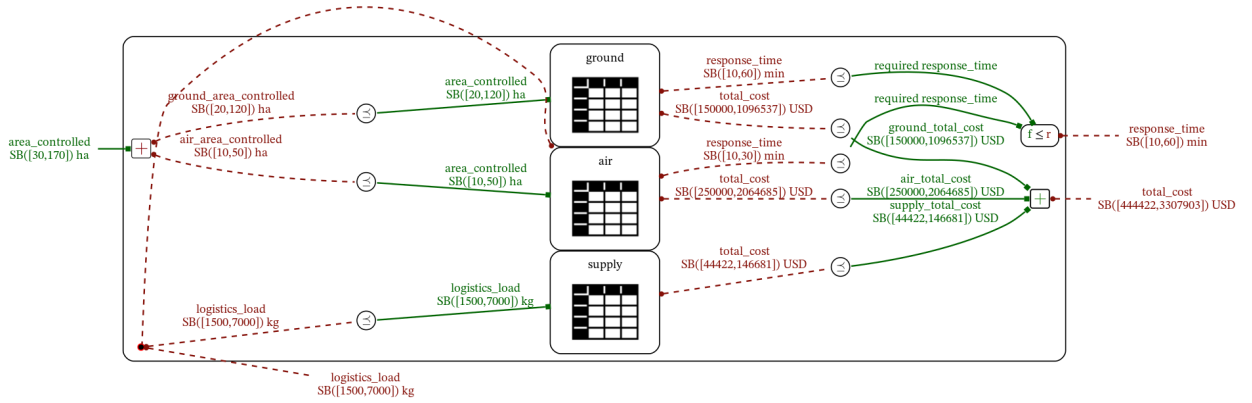 ground
response_time
SB([10,60]) min
required response_time
area_controlled
SB([20,120]) ha
ground_area_controlled
SB([20,120]) ha
total_cost
SB([150000,1096537]) USD
required response_time
ground_total_cost
SB([150000,1096537]) USD
f ≤ r
response_time
SB([10,60]) min
area_controlled
SB([30,170]) ha
+
air_area_controlled
SB([10,50]) ha
air
response_time
SB([10,30]) min
area_controlled
SB([10,50]) ha
total_cost
SB([250000,2064685]) USD
air_total_cost
SB([250000,2064685]) USD
+
total_cost
SB([444422,3307903]) USD
supply_total_cost
SB([44422,146681]) USD
supply
total_cost
SB([44422,146681]) USD
logistics_load
SB([1500,7000]) kg
logistics_load
SB([1500,7000]) kg
logistics_load
SB([1500,7000]) kg
⪯
⪯
⪯
⪯
⪯
⪯
⪯
⪯